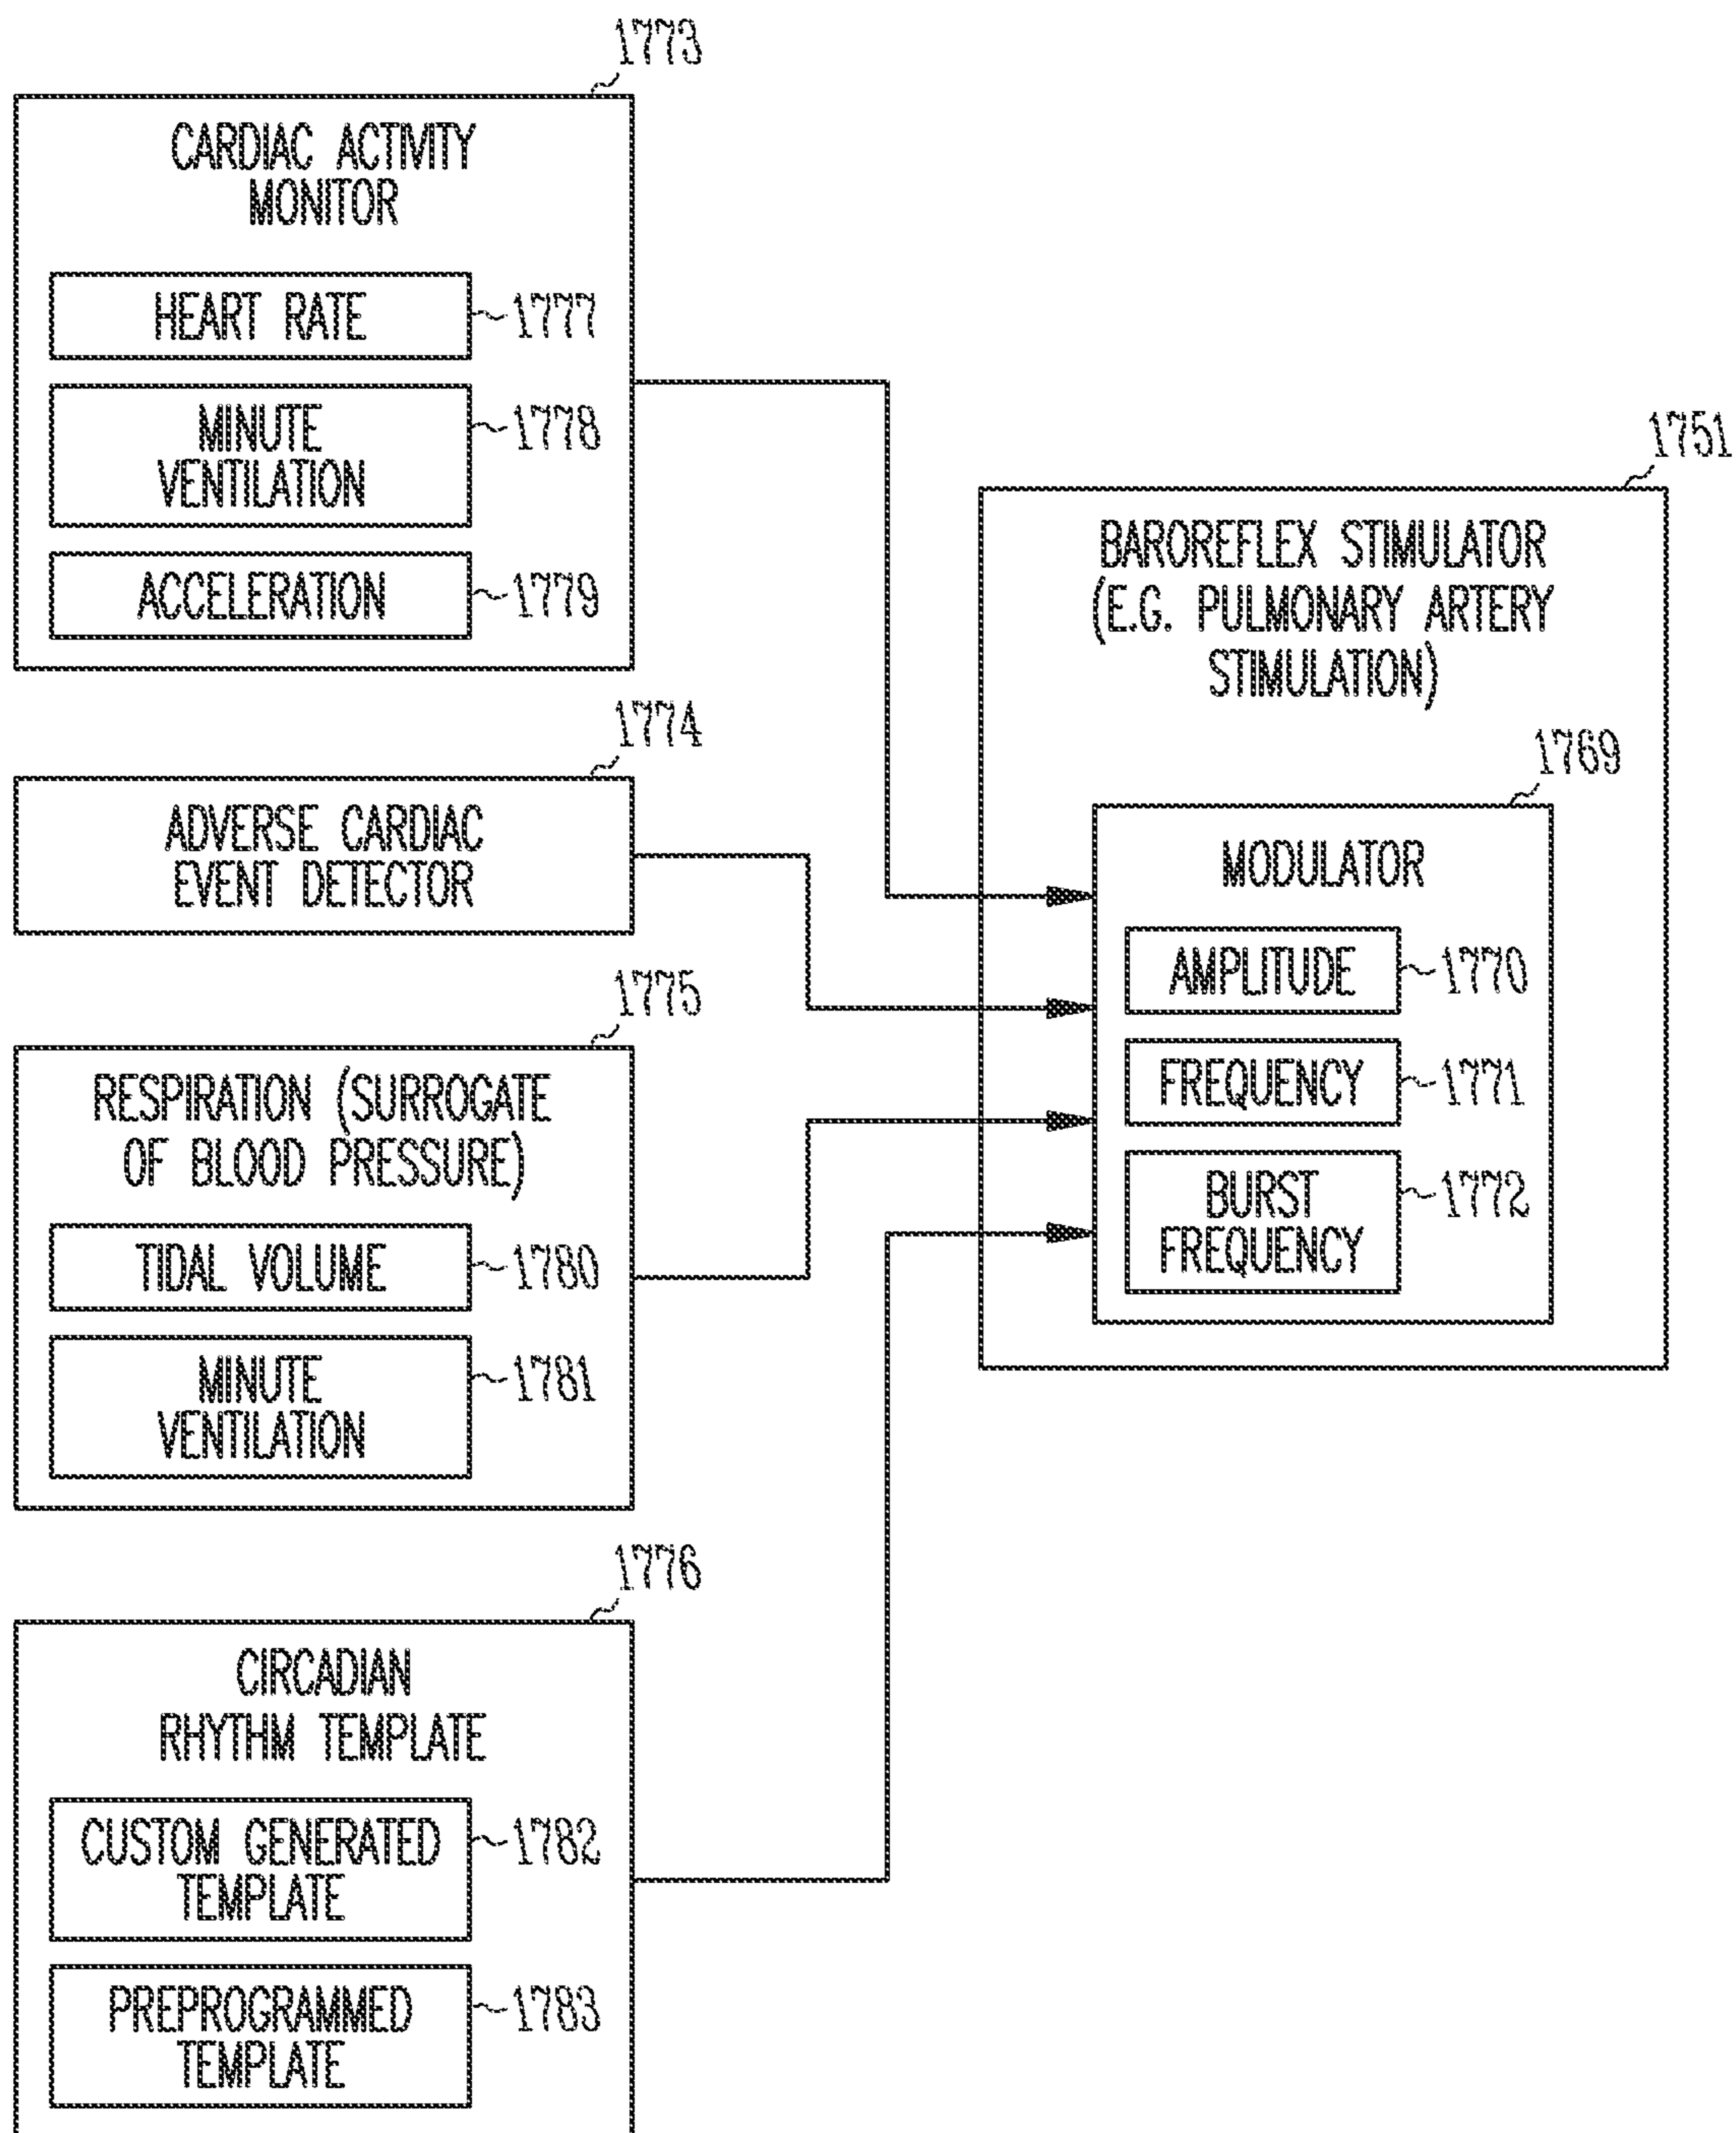 1773
CARDIAC ACTIVITY
MONITOR
HEART RATE
1777
MINUTE
VENTILATION
1778
ACCELERATION
1779
1774
ADVERSE CARDIAC
EVENT DETECTOR
1775
RESPIRATION (SURROGATE
OF BLOOD PRESSURE)
TIDAL VOLUME
1780
MINUTE
VENTILATION
1781
1776
CIRCADIAN
RHYTHM TEMPLATE
CUSTOM GENERATED
TEMPLATE
1782
PREPROGRAMMED
TEMPLATE
1783
1751
BAROREFLEX STIMULATOR
(E.G. PULMONARY ARTERY
STIMULATION)
1769
MODULATOR
AMPLITUDE
1770
FREQUENCY
1771
BURST
FREQUENCY
1772